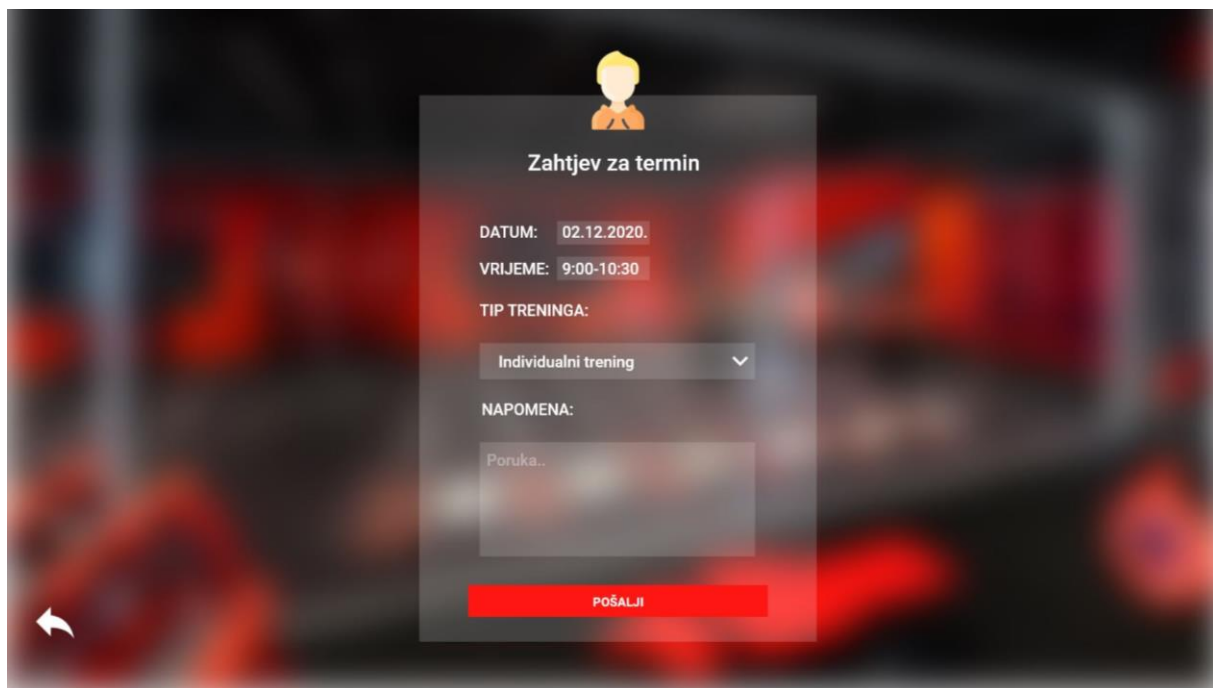 Zahtjev za termin
DATUM: 02.12.2020.
VRIJEME: 9:00-10:30
TIP TRENINGA:
Individualni trening
NAPOMENA:
Poruka..
POŠALJI